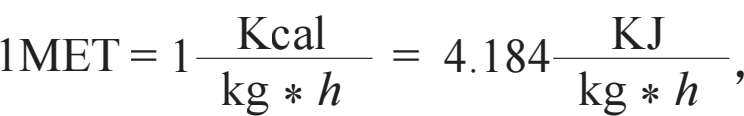 1MET = 1 Kcal / kg * h = 4.184 KJ / kg * h ,